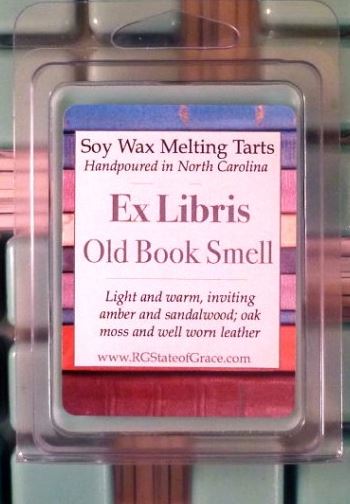 Soy Wax Melting Tarts
Handpoured in North Carolina
Ex Libris
Old Book Smell
Light and warm, inviting
amber and sandalwood; oak
moss and well worn leather
www.RGStateofGrace.com